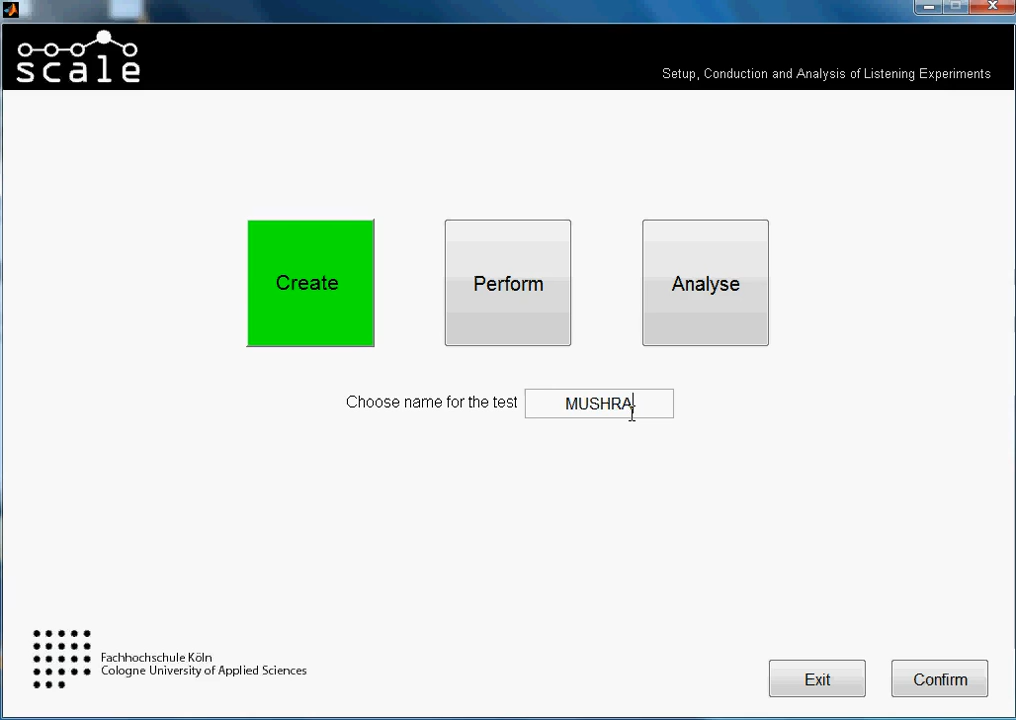 scale
Setup, Conduction and Analysis of Listening Experiments
Create
Perform
Analyse
Choose name for the test
MUSHRA
Fachhochschule Köln
Cologne University of Applied Sciences
Exit
Confirm